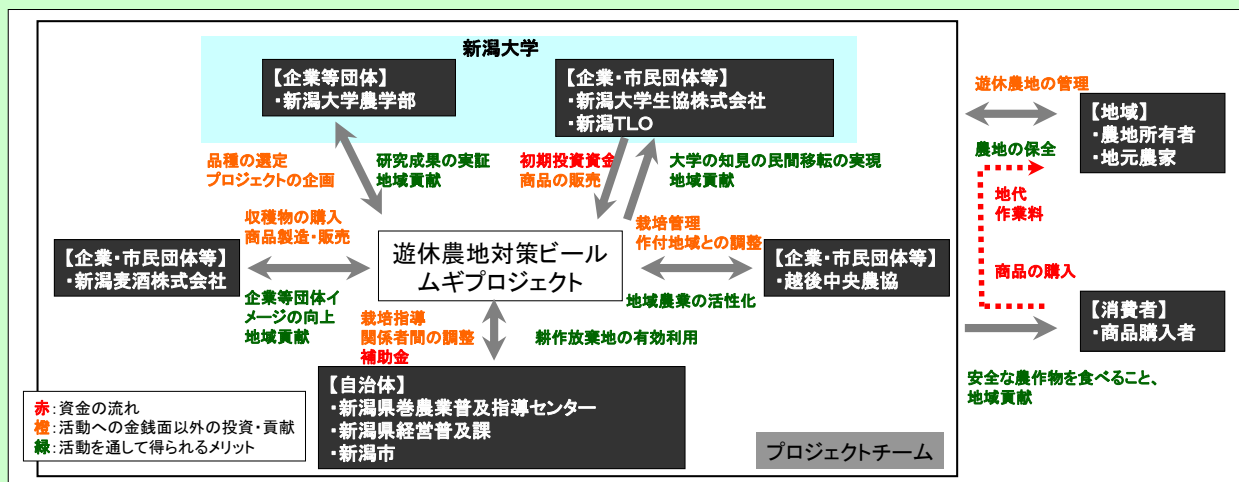 新潟大学
【企業等団体】
・新潟大学農学部
【企業・市民団体等】
・新潟大学生協株式会社
・新潟TLO
品種の選定
プロジェクトの企画
研究成果の実証
地域貢献
初期投資資金
商品の販売
大学の知見の民間移転の実現
地域貢献
収穫物の購入
商品製造・販売
【企業・市民団体等】
・新潟麦酒株式会社
企業等団体イ
メージの向上
地域貢献
遊休農地対策ビール
ムギプロジェクト
栽培管理
作付地域との調整
【企業・市民団体等】
・越後中央農協
地域農業の活性化
栽培指導
関係者間の調整
補助金
耕作放棄地の有効利用
【自治体】
・新潟県巻農業普及指導センター
・新潟県経営普及課
・新潟市
赤:資金の流れ
橙:活動への金銭面以外の投資・貢献
緑:活動を通して得られるメリット
プロジェクトチーム
遊休農地の管理
農地の保全
【地域】
・農地所有者
・地元農家
地代
作業料
商品の購入
【消費者】
・商品購入者
安全な農作物を食べること、
地域貢献